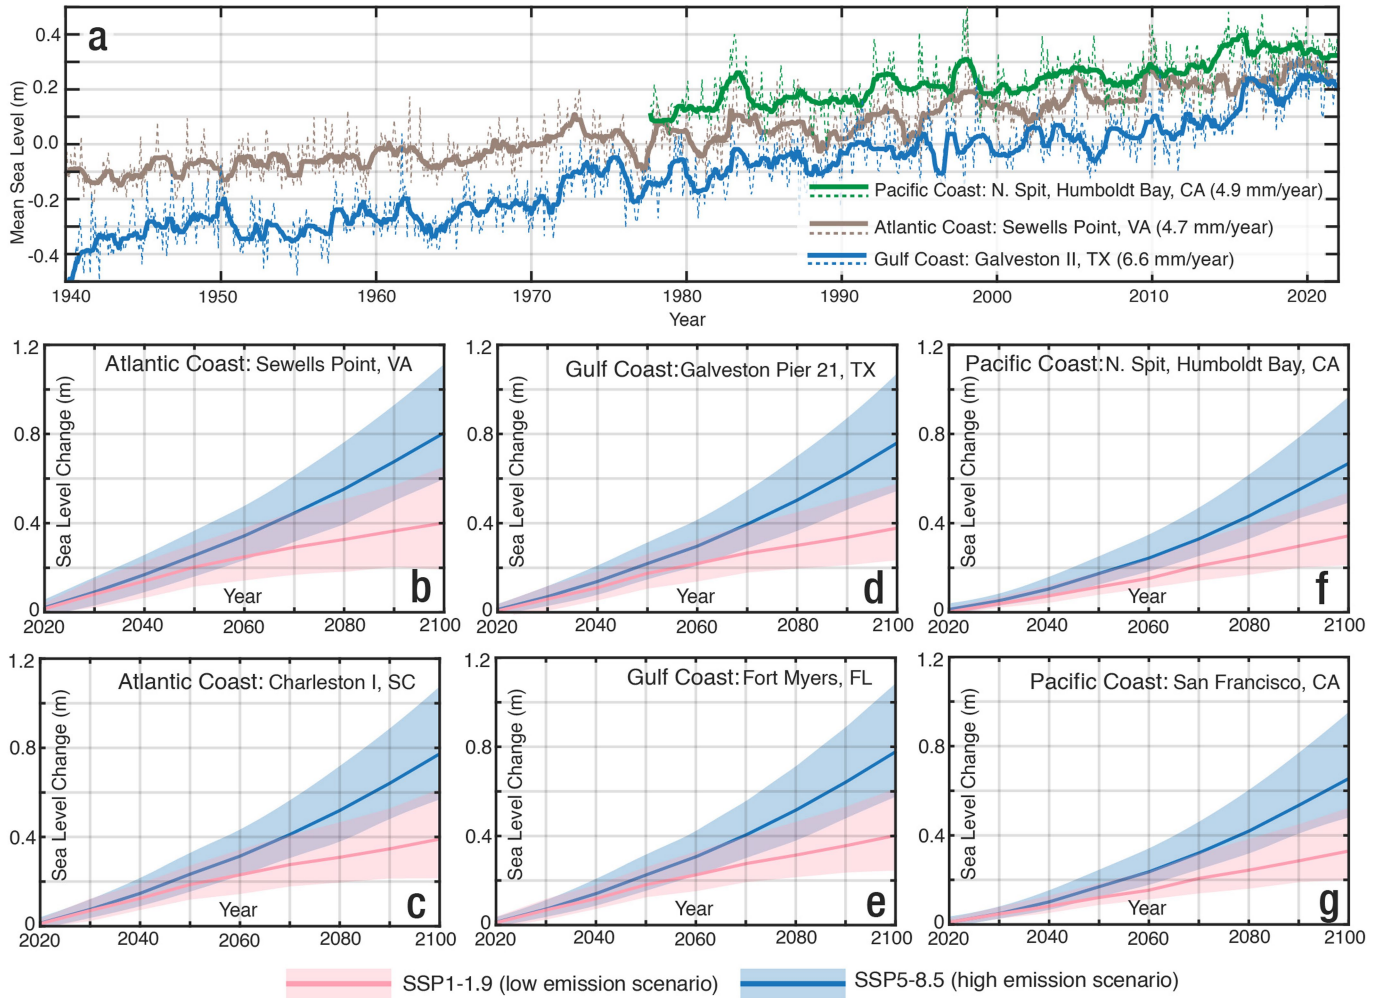 a
Mean Sea Level (m)
0.4
0.2
0.0
-0.2
-0.4
Pacific Coast: N. Spit, Humboldt Bay, CA (4.9 mm/year)
Atlantic Coast: Sewells Point, VA (4.7 mm/year)
Gulf Coast: Galveston II, TX (6.6 mm/year)
1940 1950 1960 1970 1980 1990 2000 2010 2020
Year
Atlantic Coast: Sewells Point, VA
Sea Level Change (m)
1.2
0.8
0.4
0
Year
b
2020 2040 2060 2080 2100
Gulf Coast: Galveston Pier 21, TX
Sea Level Change (m)
1.2
0.8
0.4
0
Year
d
2020 2040 2060 2080 2100
Pacific Coast: N. Spit, Humboldt Bay, CA
Sea Level Change (m)
1.2
0.8
0.4
0
Year
f
2020 2040 2060 2080 2100
Atlantic Coast: Charleston I, SC
Sea Level Change (m)
1.2
0.8
0.4
0
Year
c
2020 2040 2060 2080 2100
Gulf Coast: Fort Myers, FL
Sea Level Change (m)
1.2
0.8
0.4
0
Year
e
2020 2040 2060 2080 2100
Pacific Coast: San Francisco, CA
Sea Level Change (m)
1.2
0.8
0.4
0
Year
g
2020 2040 2060 2080 2100
SSP1-1.9 (low emission scenario)
SSP5-8.5 (high emission scenario)